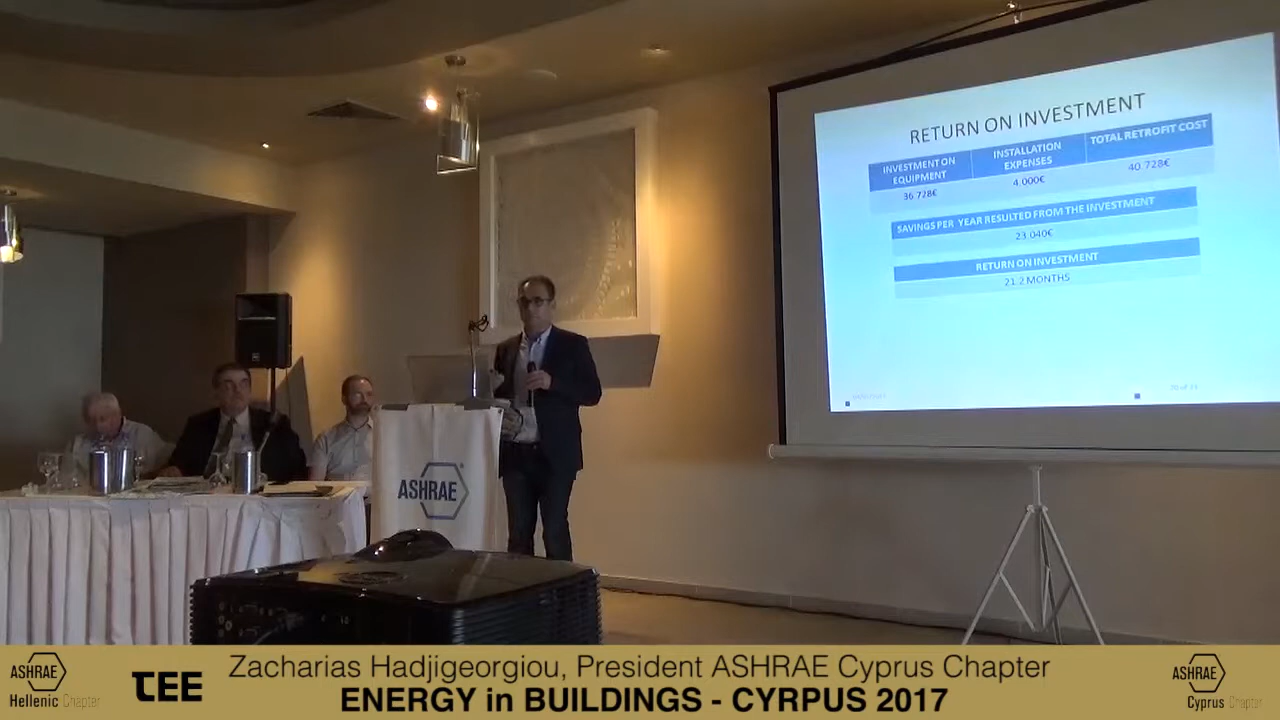 RETURN ON INVESTMENT
INVESTMENT ON
EQUIPMENT
INSTALLATION
EXPENSES
TOTAL RETROFIT COST
36.728€
4.000€
40.728€
SAVINGS PER YEAR RESULTED FROM THE INVESTMENT
23.040€
RETURN ON INVESTMENT
21.2 MONTHS
ASHRAE
ASHRAE
Hellenic Chapter
TEE
Zacharias Hadjigeorgiou, President ASHRAE Cyprus Chapter
ENERGY in BUILDINGS - CYRPUS 2017
ASHRAE
Cyprus Chapter